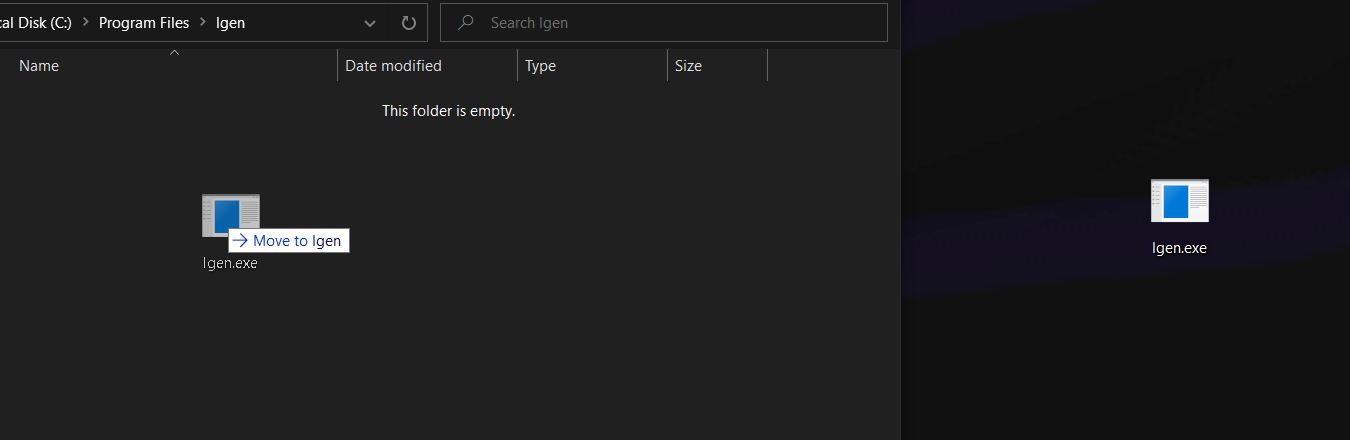 cal Disk (C:) > Program Files > Igen
Search Igen
Name Date modified Type Size
This folder is empty.
→ Move to Igen
Igen.exe
Igen.exe